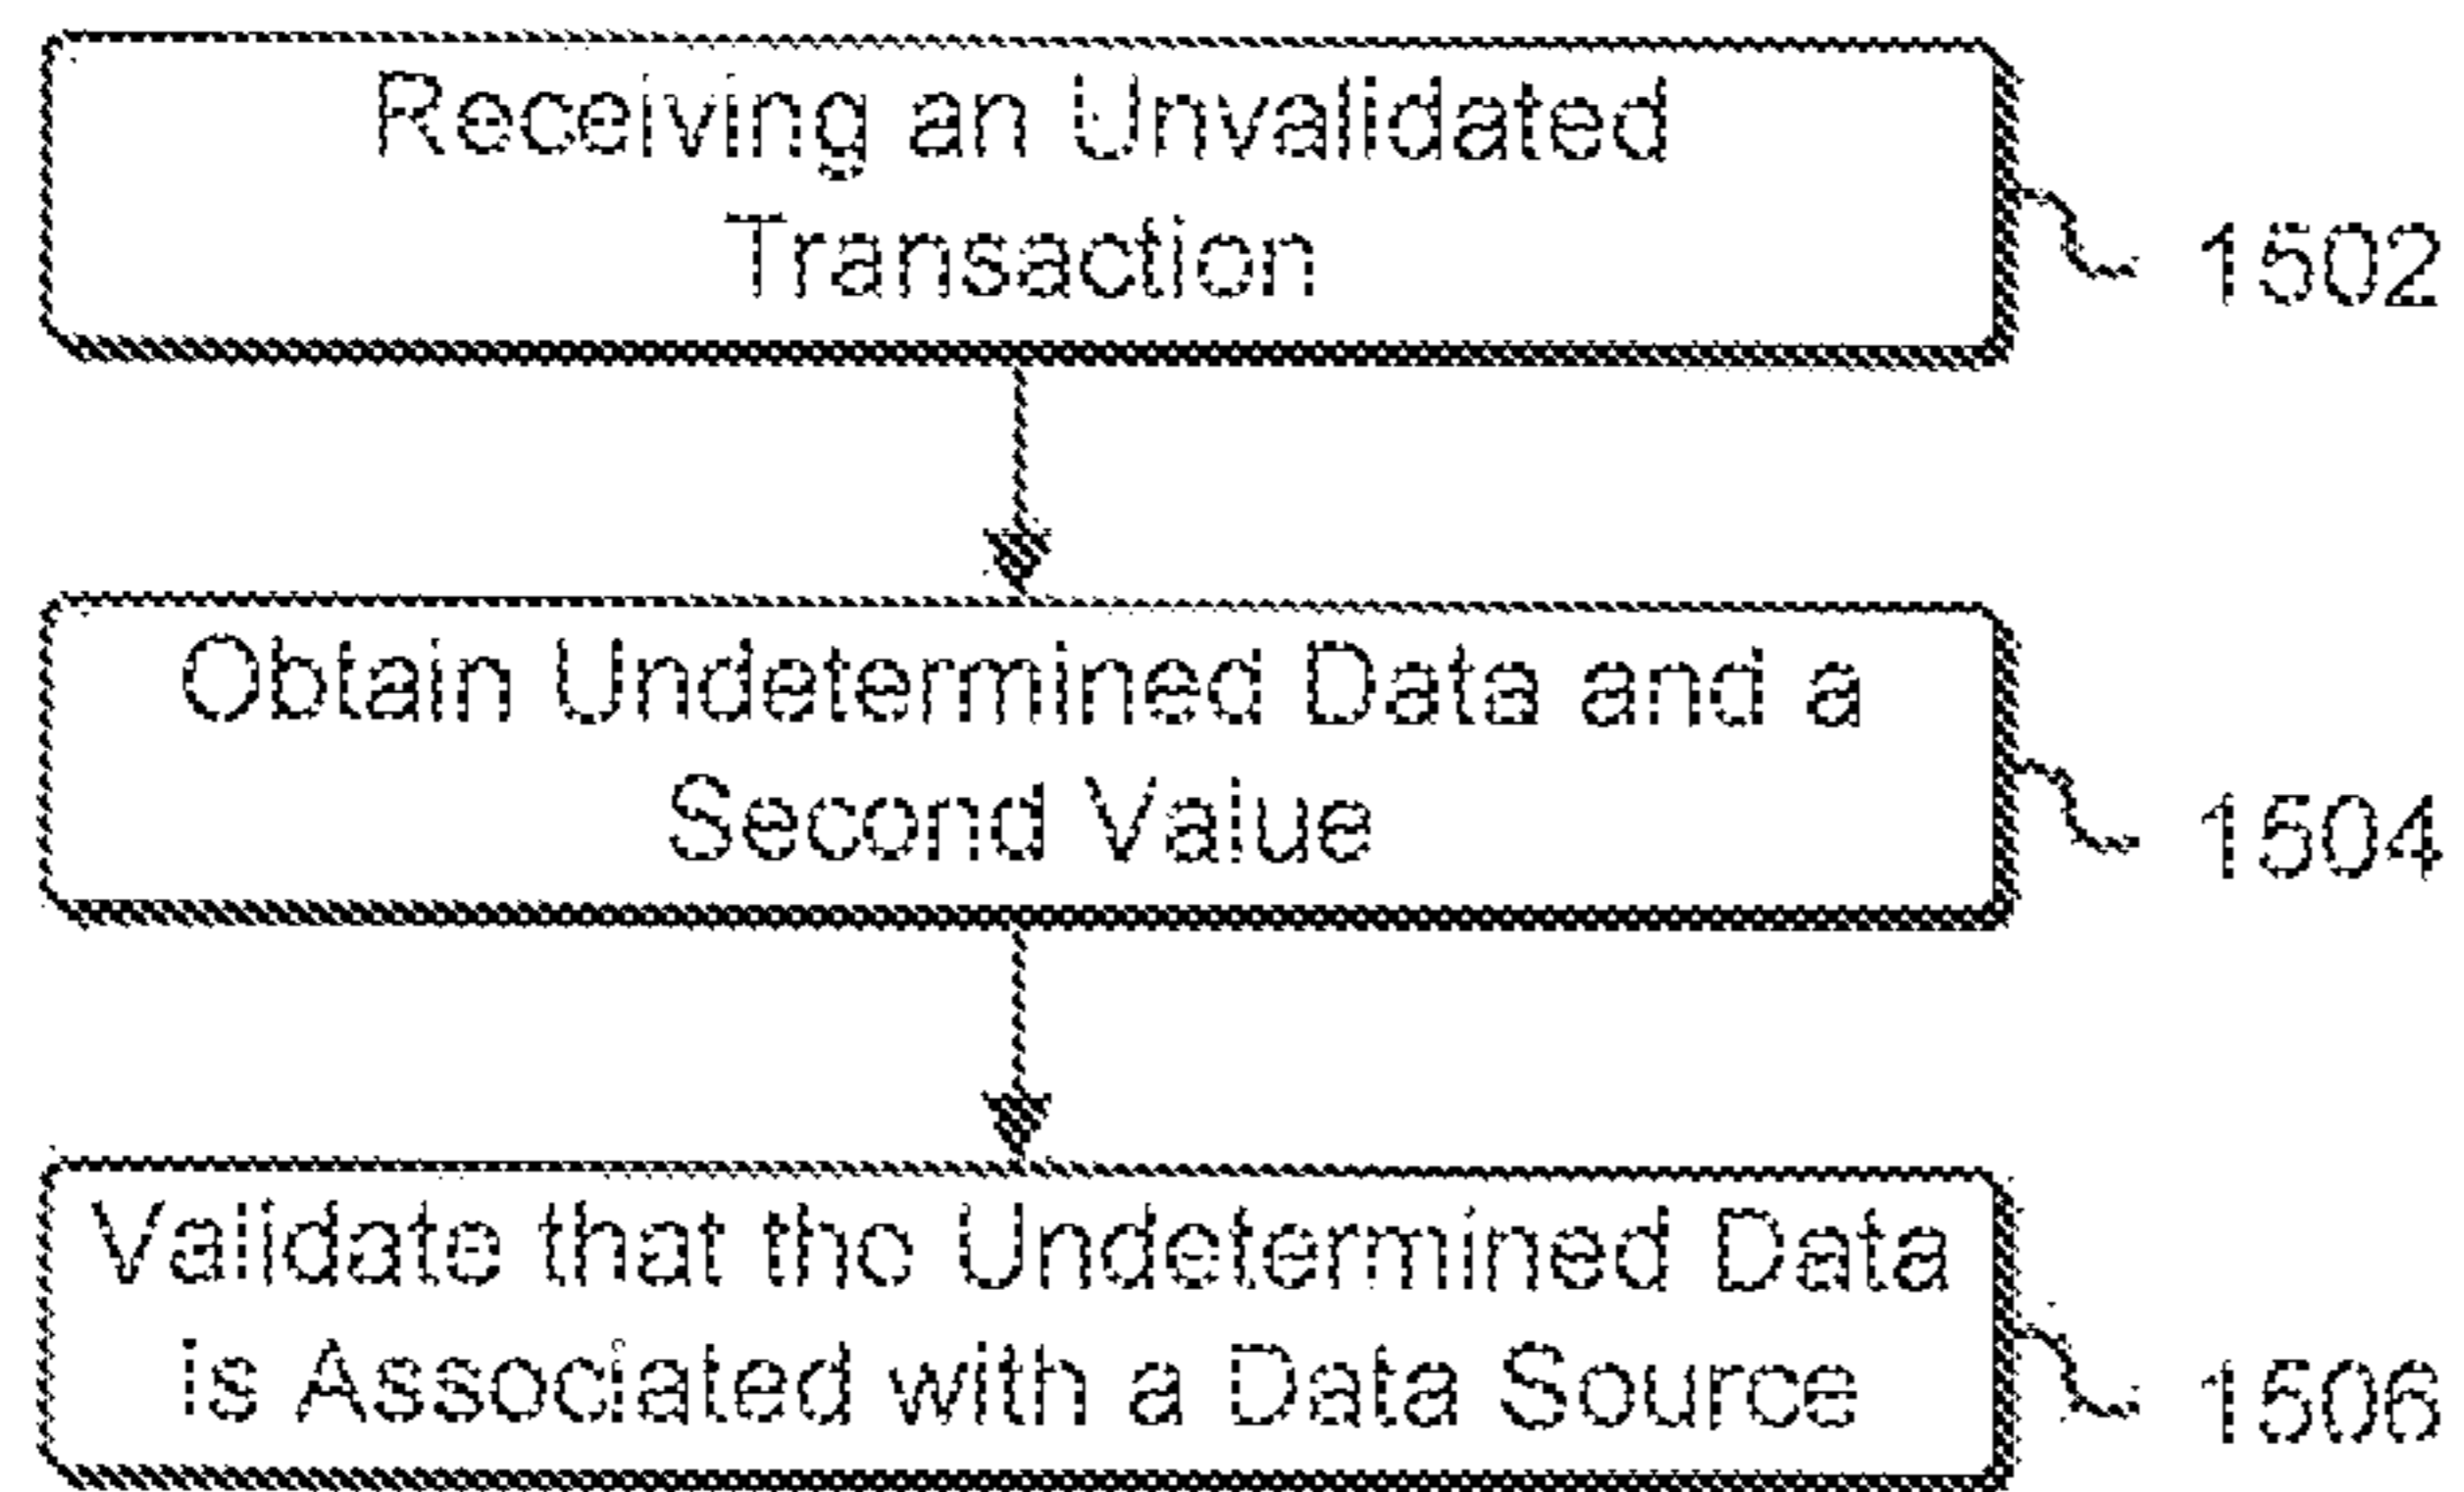 Receiving an Unvalidated
Transaction
1502
Obtain Undetermined Data and a
Second Value
1504
Validate that the Undetermined Data
is Associated with a Data Source
1506